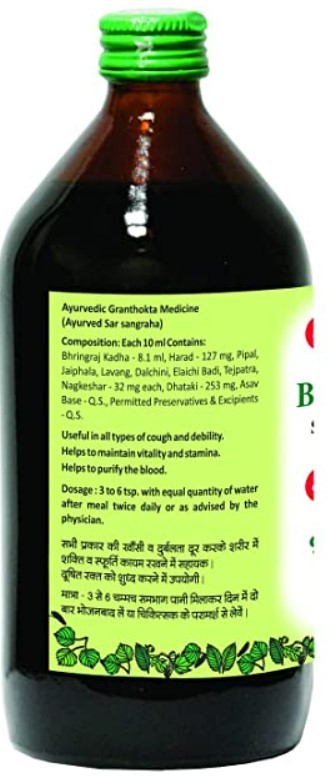 Ayurvedic Granthokta Medicine
(Ayurved Sar sangraha)
Composition: Each 10 ml Contains:
Bhringraj Kadha - 8.1 ml, Harad - 127 mg, Pipal,
Jaiphala, Lavang, Dalchini, Elaichi Badi, Tejpatra,
Nagkeshar - 32 mg each, Dhataki - 253 mg, Asav
Base - Q.S., Permitted Preservatives & Excipients
- Q.S.
Useful in all types of cough and debility.
Helps to maintain vitality and stamina.
Helps to purify the blood.
Dosage : 3 to 6 tsp. with equal quantity of water
after meal twice daily or as advised by the
physician.
सभी प्रकार की खाँसी व दुर्बलता दूर करके शरीर में
शक्ति व स्फूर्ति कायम रखने में सहायक।
दूषित रक्त को शुध्द करने में उपयोगी।
मात्रा - 3 से 6 चम्मच समभाग पानी मिलाकर दिन में दो
बार भोजनबाद लें या चिकित्सक के परामर्श से लेवें।
B